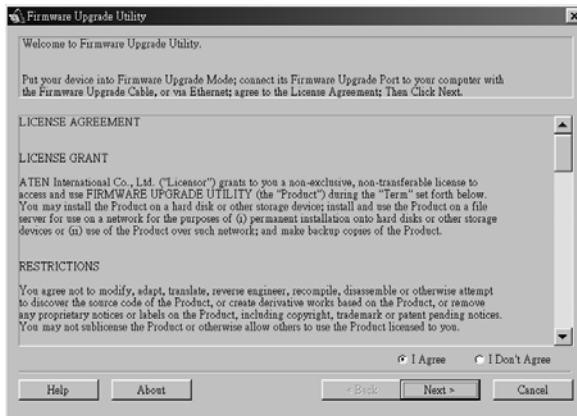 Firmware Upgrade Utility
Welcome to Firmware Upgrade Utility.
Put your device into Firmware Upgrade Mode; connect its Firmware Upgrade Port to your computer with
the Firmware Upgrade Cable, or via Ethernet; agree to the License Agreement; Then Click Next.
LICENSE AGREEMENT
LICENSE GRANT
ATEN International Co., Ltd. ("Licensor") grants to you a non-exclusive, non-transferable license to
access and use FIRMWARE UPGRADE UTILITY (the "Product") during the "Term" set forth below.
You may install the Product on a hard disk or other storage device; install and use the Product on a file
server for use on a network for the purposes of (i) permanent installation onto hard disks or other storage
devices or (ii) use of the Product over such network; and make backup copies of the Product.
RESTRICTIONS
You agree not to modify, adapt, translate, reverse engineer, recompile, disassemble or otherwise attempt
to discover the source code of the Product, or create derivative works based on the Product, or remove
any proprietary notices or labels on the Product, including copyright, trademark or patent pending notices.
You may not sublicense the Product or otherwise allow others to use the Product licensed to you.
I Agree I Don't Agree
Help About < Back Next > Cancel